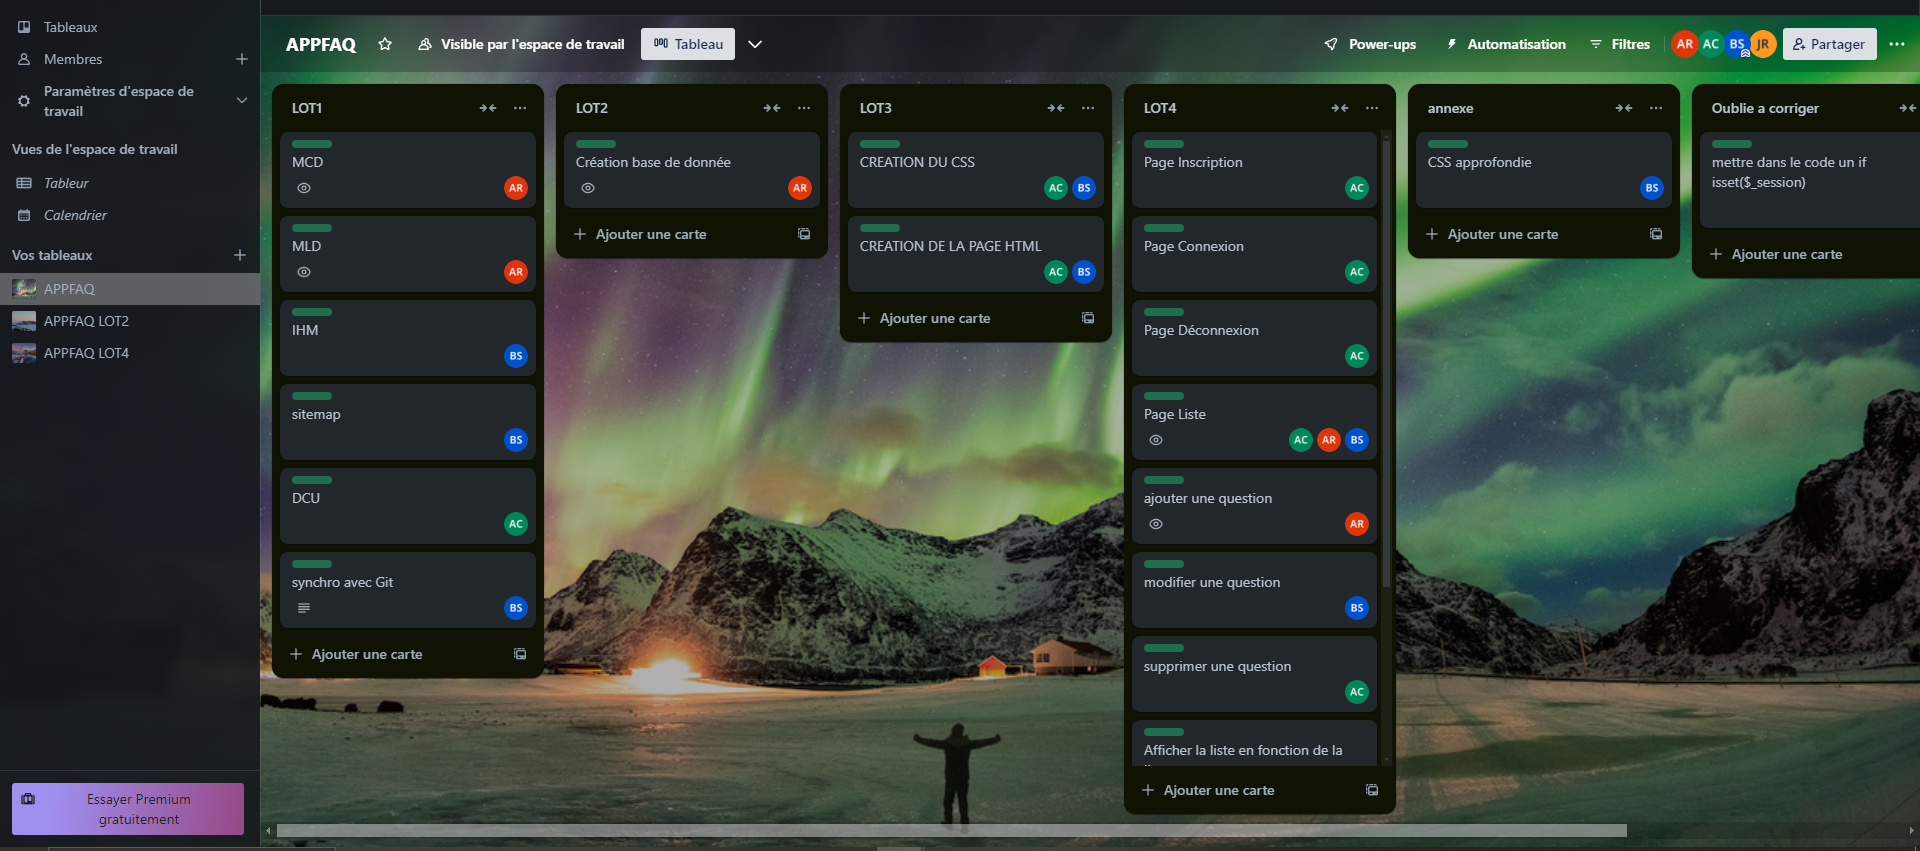 Tableaux
Membres
Paramètres d'espace de
travail
Vues de l'espace de travail
Tableur
Calendrier
Vos tableaux
APPFAQ
APPFAQ LOT2
APPFAQ LOT4
Essayer Premium
gratuitement
APPFAQ
Visible par l'espace de travail
Tableau
Power-ups
Automatisation
Filtres
AR
AC
BS
JR
Partager
LOT1
MCD
AR
MLD
AR
IHM
BS
sitemap
BS
DCU
AC
synchro avec Git
BS
Ajouter une carte
LOT2
Création base de donnée
AR
Ajouter une carte
LOT3
CREATION DU CSS
AC BS
CREATION DE LA PAGE HTML
AC BS
Ajouter une carte
LOT4
Page Inscription
AC
Page Connexion
AC
Page Déconnexion
AC
Page Liste
AC AR BS
ajouter une question
AR
modifier une question
BS
supprimer une question
AC
Afficher la liste en fonction de la
Ajouter une carte
annexe
CSS approfondie
BS
Ajouter une carte
Oublie a corriger
mettre dans le code un if
isset($_session)
Ajouter une carte